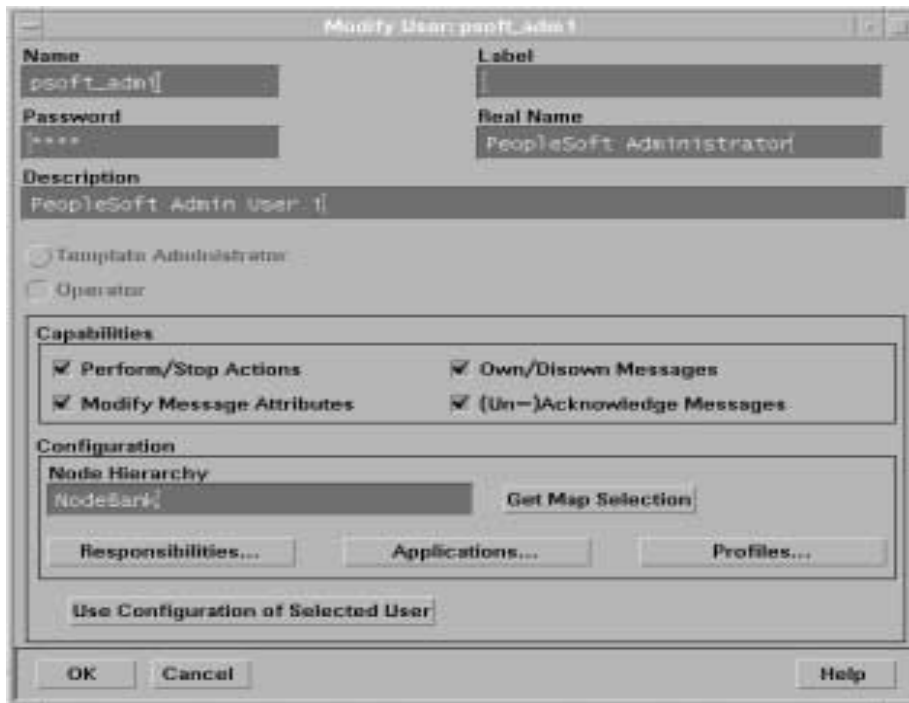 Modify User: psoft_adm1
Name
Label
psoft_adm1
Password
Real Name
****
PeopleSoft Administrator
Description
PeopleSoft Admin User 1
Template Administrator
Operator
Capabilities
Perform/Stop Actions
Own/Disown Messages
Modify Message Attributes
(Un-)Acknowledge Messages
Configuration
Node Hierarchy
NodeBank
Get Map Selection
Responsibilities...
Applications...
Profiles...
Use Configuration of Selected User
OK
Cancel
Help